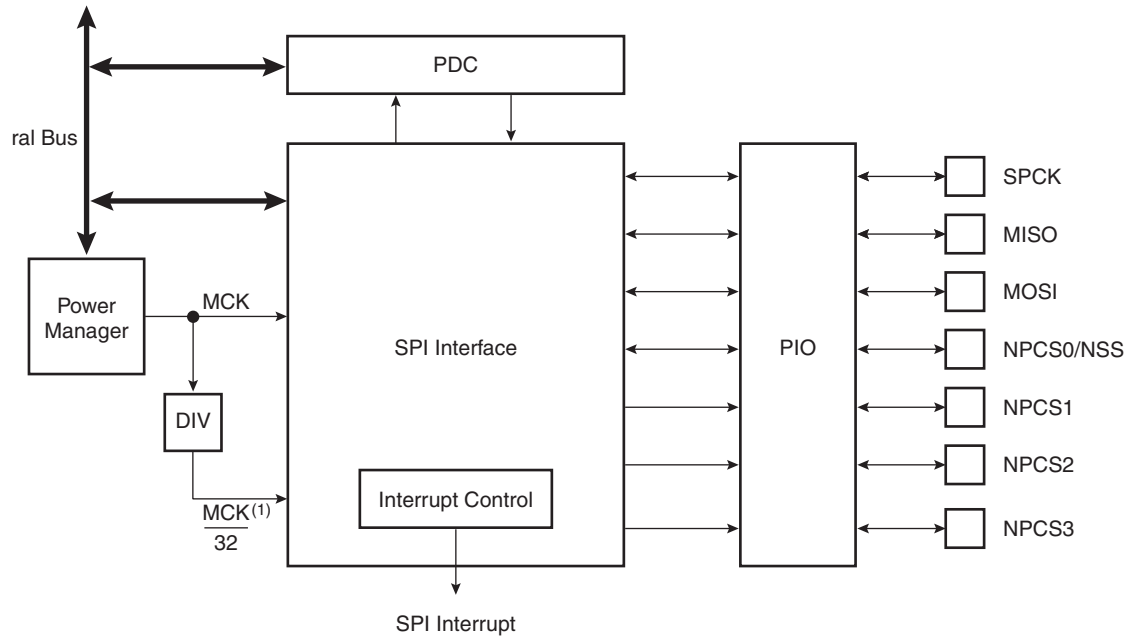 PDC
ral Bus
SPCK
MISO
MOSI
NPCS0/NSS
NPCS1
NPCS2
NPCS3
Power
Manager
MCK
SPI Interface
PIO
DIV
Interrupt Control
MCK(1)
32
SPI Interrupt